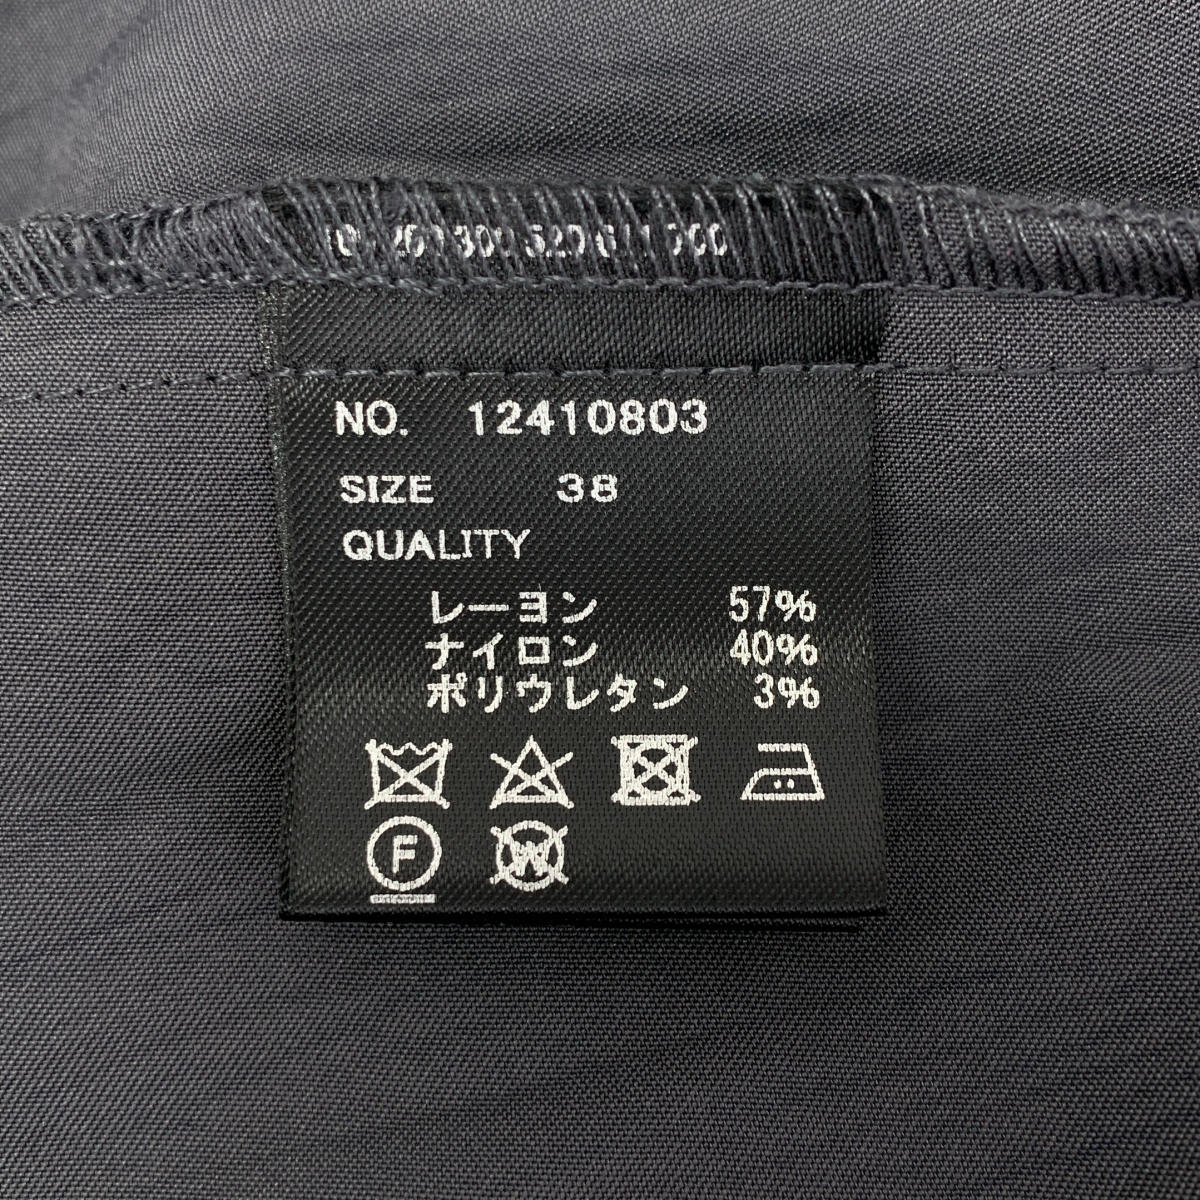 NO. 12410803
SIZE 38
QUALITY
レーヨン 57%
ナイロン 40%
ポリウレタン 3%
F W